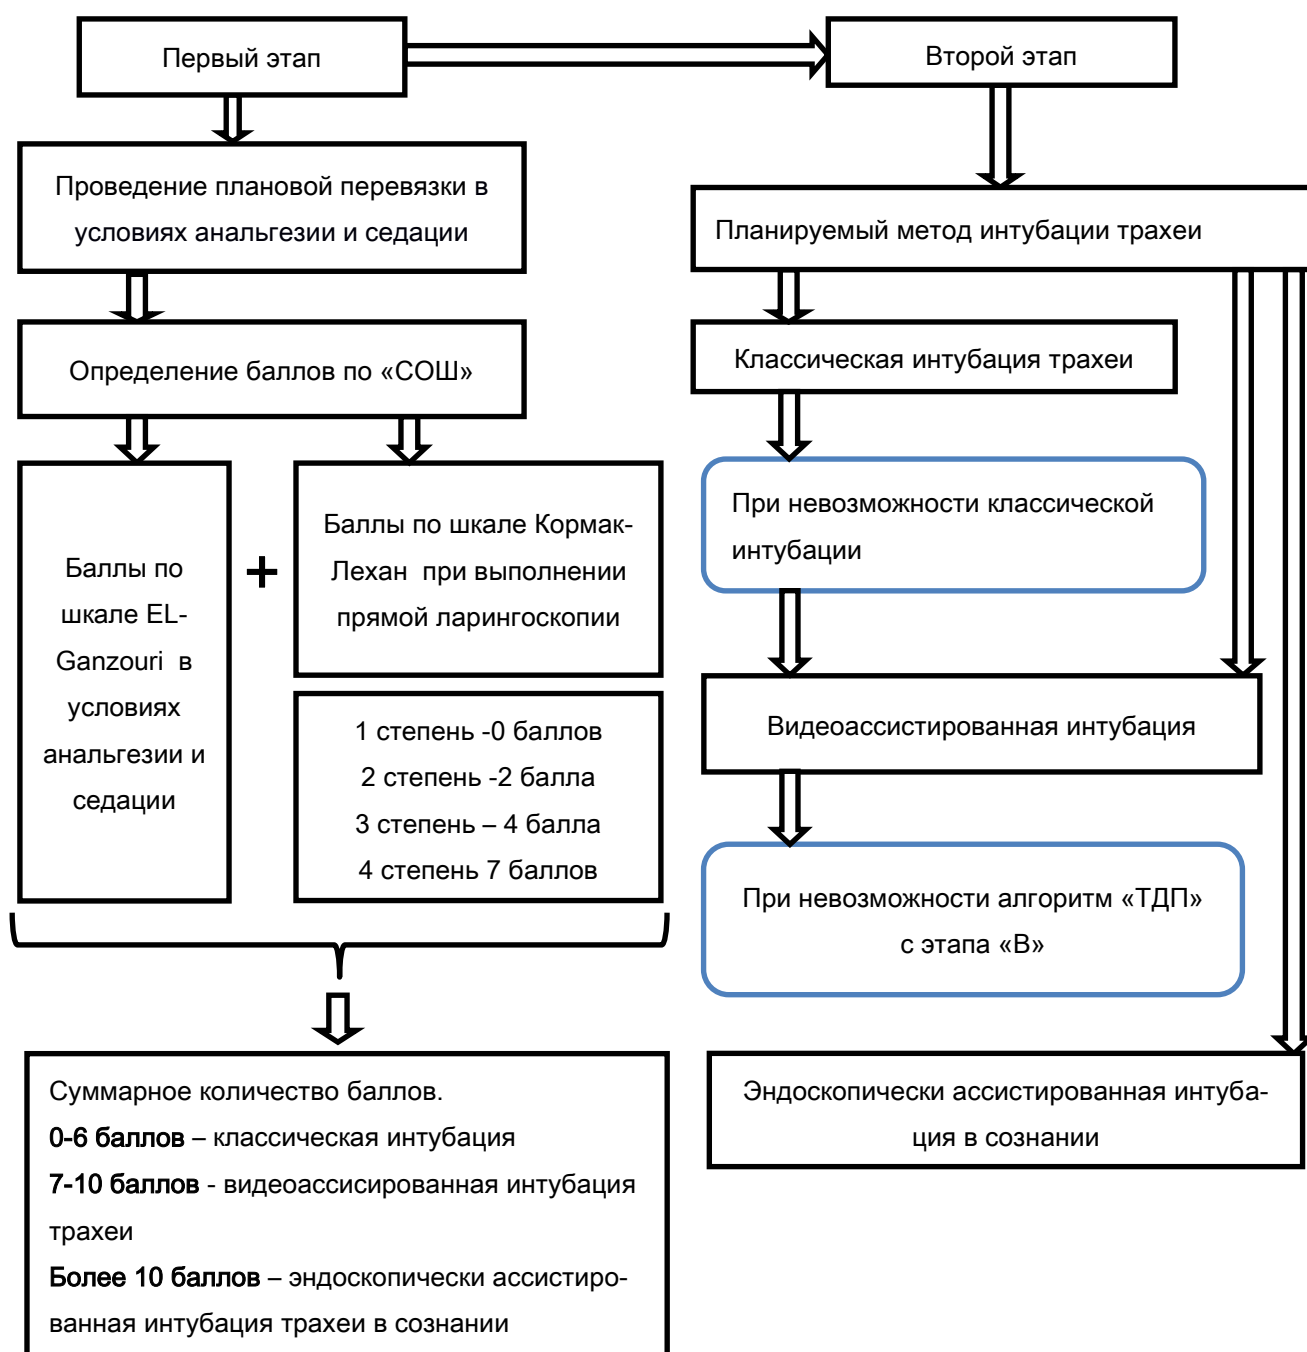 Первый этап
Проведение плановой перевязки в
условиях анальгезии и седации
Определение баллов по «СОШ»
Баллы по
шкале EL-
Ganzouri в
условиях
анальгезии и
седации
+
Баллы по шкале Кормак-
Лехан при выполнении
прямой ларингоскопии
1 степень -0 баллов
2 степень -2 балла
3 степень – 4 балла
4 степень 7 баллов
Суммарное количество баллов.
0-6 баллов – классическая интубация
7-10 баллов - видеоассисированная интубация
трахеи
Более 10 баллов – эндоскопически ассистиро-
ванная интубация трахеи в сознании
Второй этап
Планируемый метод интубации трахеи
Классическая интубация трахеи
При невозможности классической
интубации
Видеоассистированная интубация
При невозможности алгоритм «ТДП»
с этапа «В»
Эндоскопически ассистированная интуба-
ция в сознании